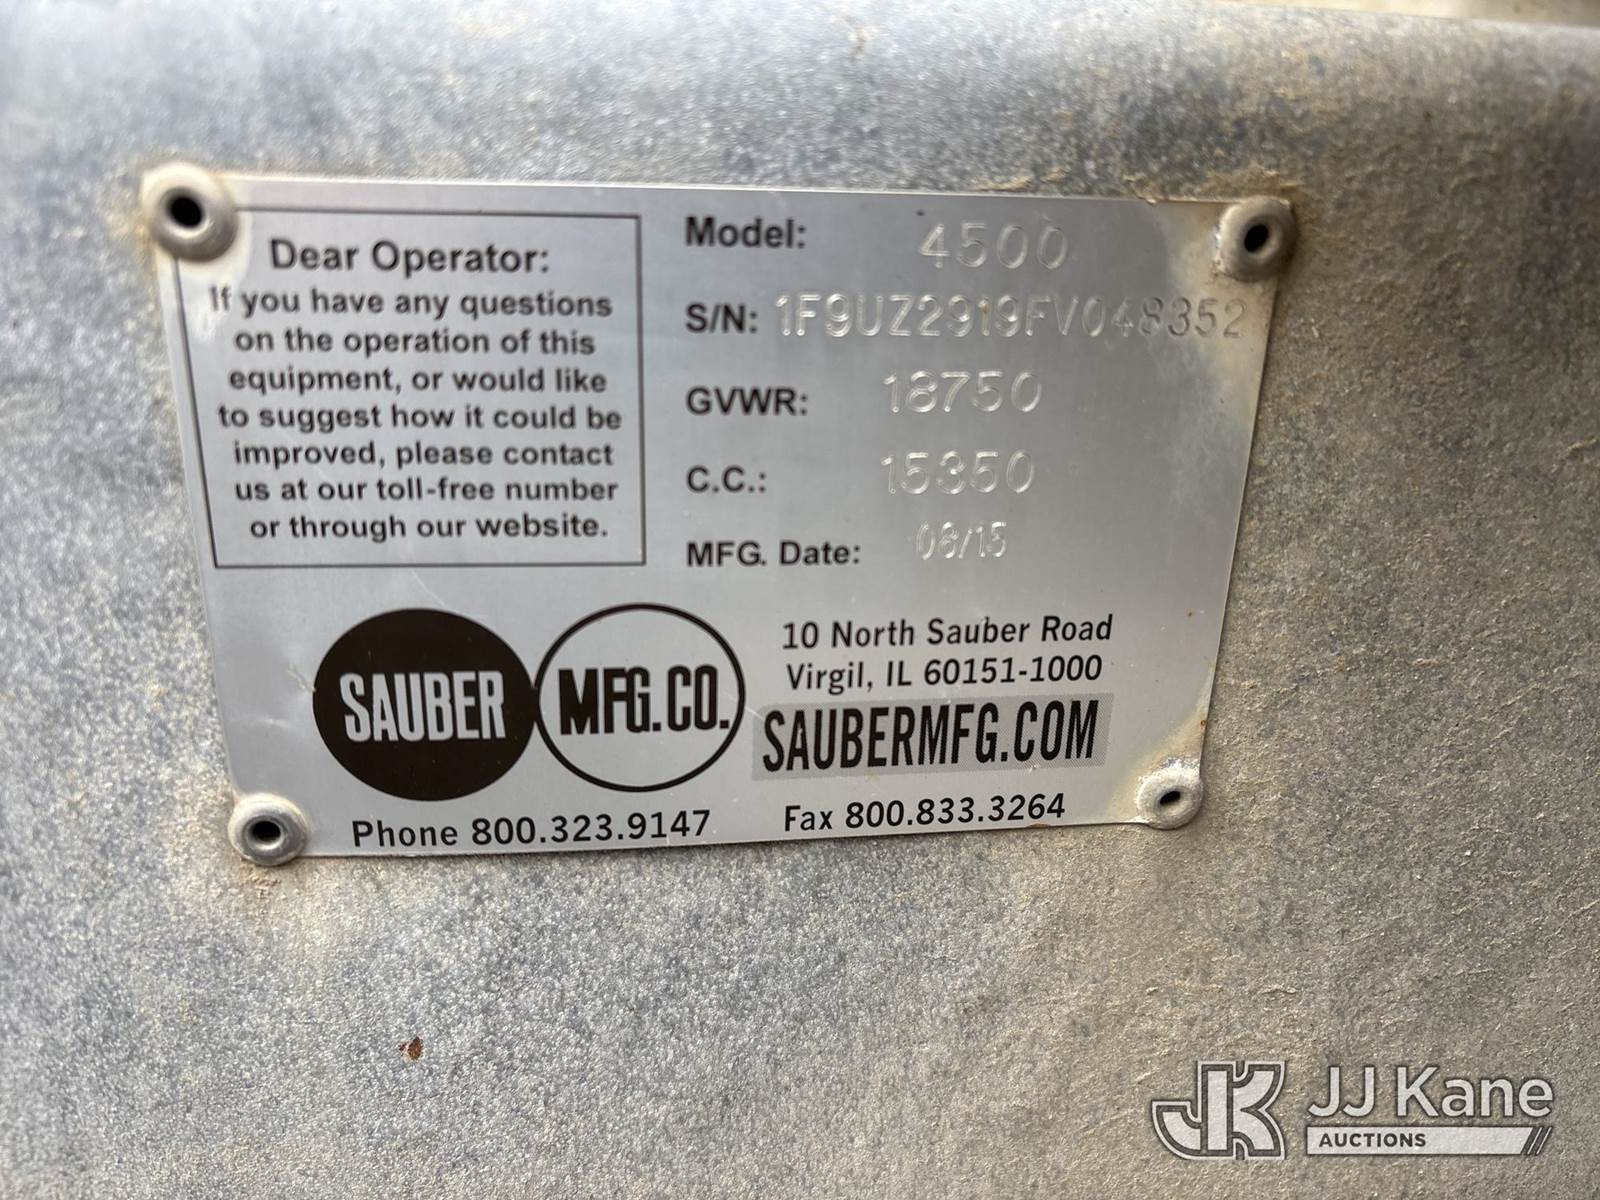 Dear Operator:
If you have any questions
on the operation of this
equipment, or would like
to suggest how it could be
improved, please contact
us at our toll-free number
or through our website.
Model: 4500
S/N: 1F9UZ2919FV048352
GVWR: 18750
C.C.: 15350
MFG. Date: 06/15
SAUBER MFG.CO.
10 North Sauber Road
Virgil, IL 60151-1000
SAUBERMFG.COM
Phone 800.323.9147 Fax 800.833.3264
JK JJ Kane
AUCTIONS